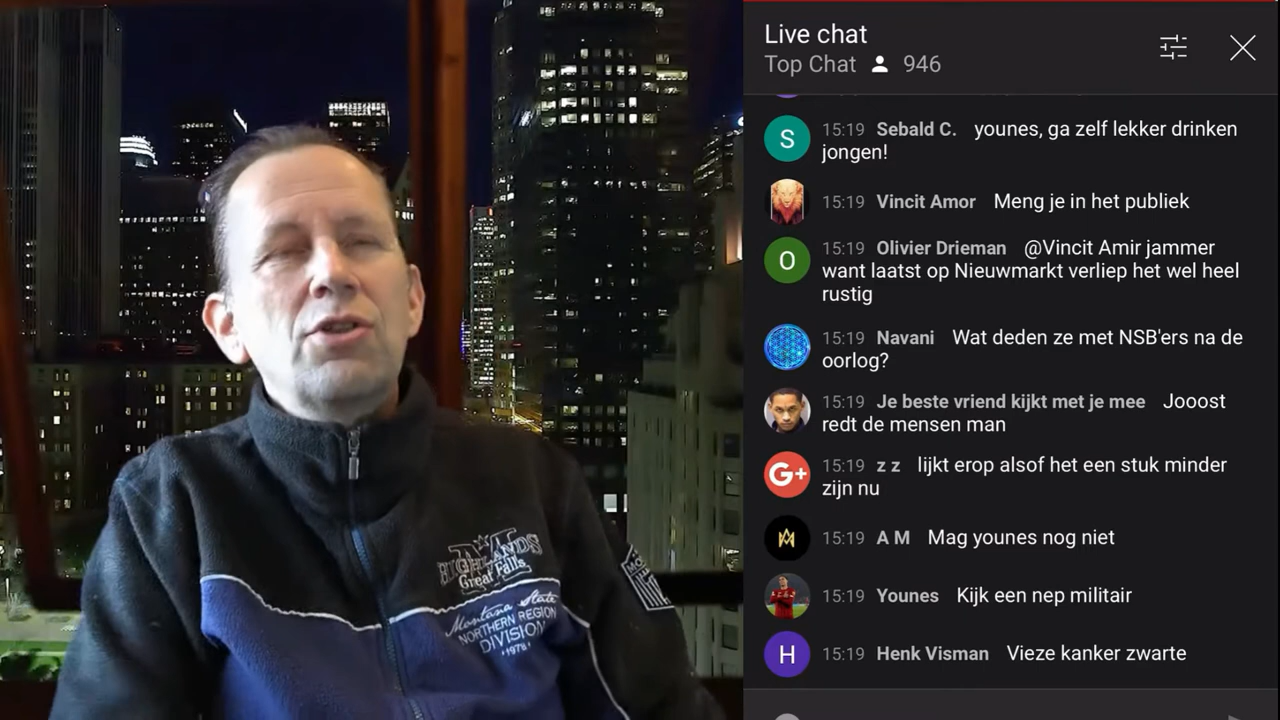 Live chat
Top Chat 946
15:19 Sebald C. younes, ga zelf lekker drinken
jongen!
S
15:19 Vincit Amor Meng je in het publiek
15:19 Olivier Drieman @Vincit Amir jammer
want laatst op Nieuwmarkt verliep het wel heel
rustig
O
15:19 Navani Wat deden ze met NSB'ers na de
oorlog?
15:19 Je beste vriend kijkt met je mee Jooost
redt de mensen man
15:19 z z lijkt erop alsof het een stuk minder
zijn nu
G+
15:19 A M Mag younes nog niet
15:19 Younes Kijk een nep militair
H
15:19 Henk Visman Vieze kanker zwarte
HIGHLANDS
Great Falls
Montana State
NORTHERN REGION
DIVISION
1978